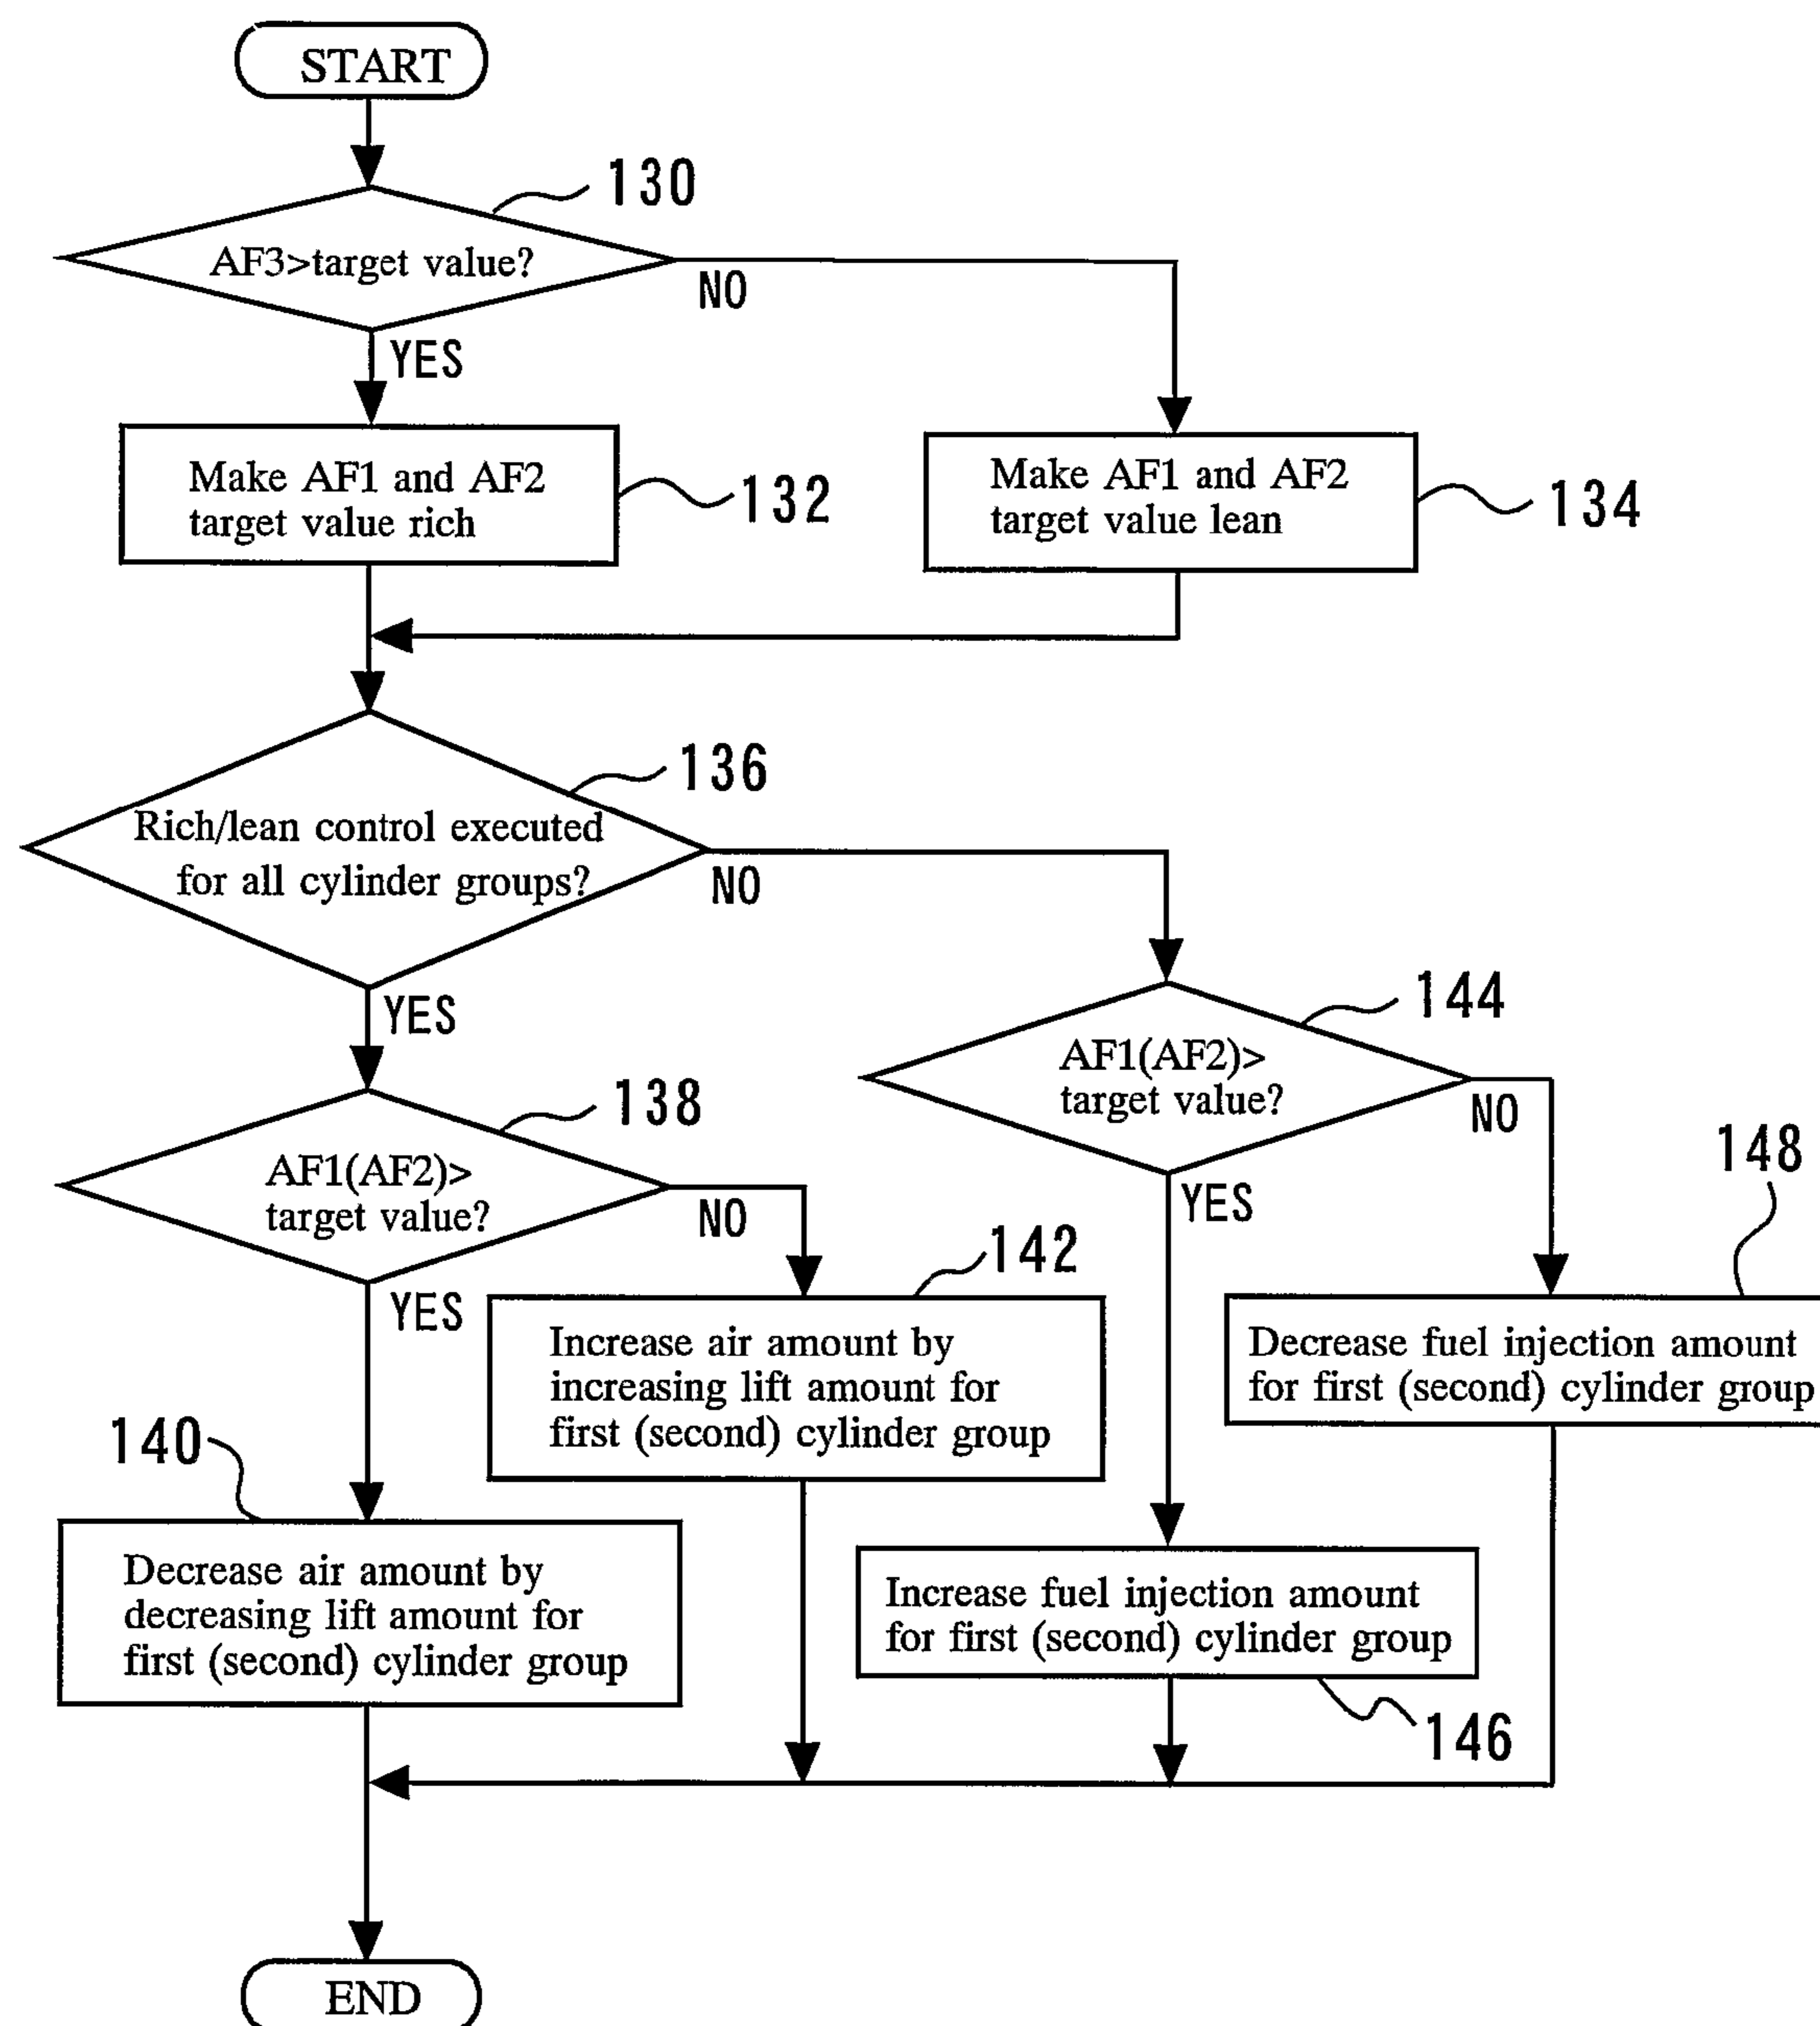 START
130
AF3>target value?
NO
YES
Make AF1 and AF2
target value rich
132
Make AF1 and AF2
target value lean
134
136
Rich/lean control executed
for all cylinder groups?
NO
YES
144
AF1(AF2)>
target value?
NO
YES
138
AF1(AF2)>
target value?
NO
YES
148
Decrease fuel injection amount
for first (second) cylinder group
142
Increase air amount by
increasing lift amount for
first (second) cylinder group
140
Decrease air amount by
decreasing lift amount for
first (second) cylinder group
Increase fuel injection amount
for first (second) cylinder group
146
END